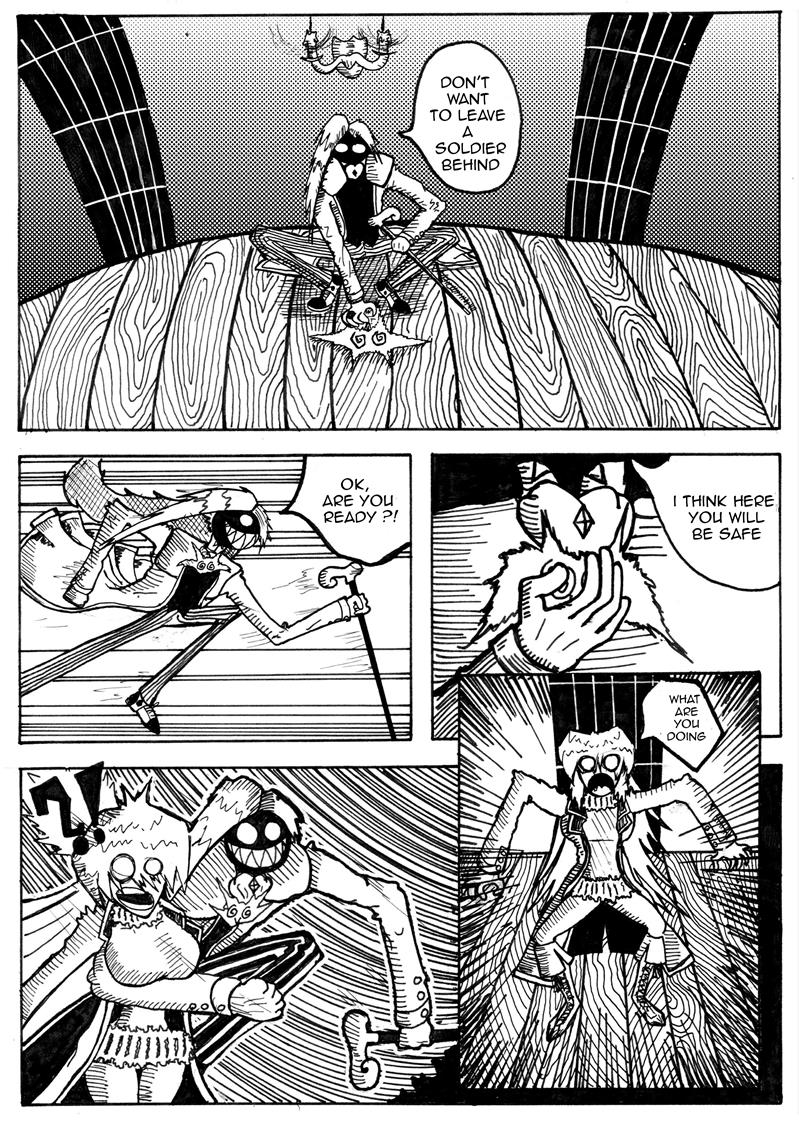 DON'T
WANT
TO LEAVE
A
SOLDIER
BEHIND
I THINK HERE
YOU WILL
BE SAFE
OK,
ARE YOU
READY ?!
WHAT
ARE
YOU
DOING
?!